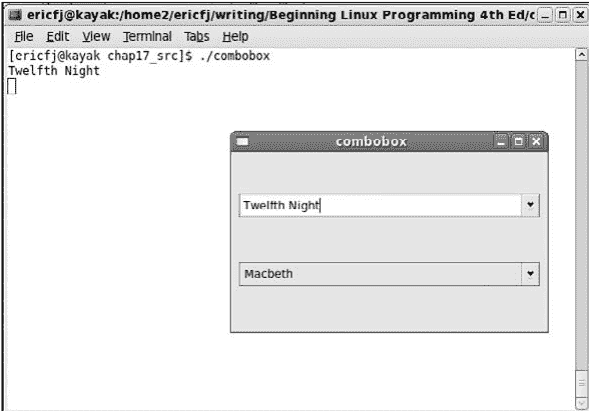 ericfj@kayak:/home2/ericfj/writing/Beginning Linux Programming 4th Ed/c
File Edit View Terminal Tabs Help
[ericfj@kayak chap17_src]$ ./combobox
Twelfth Night
combobox
Twelfth Night
Macbeth